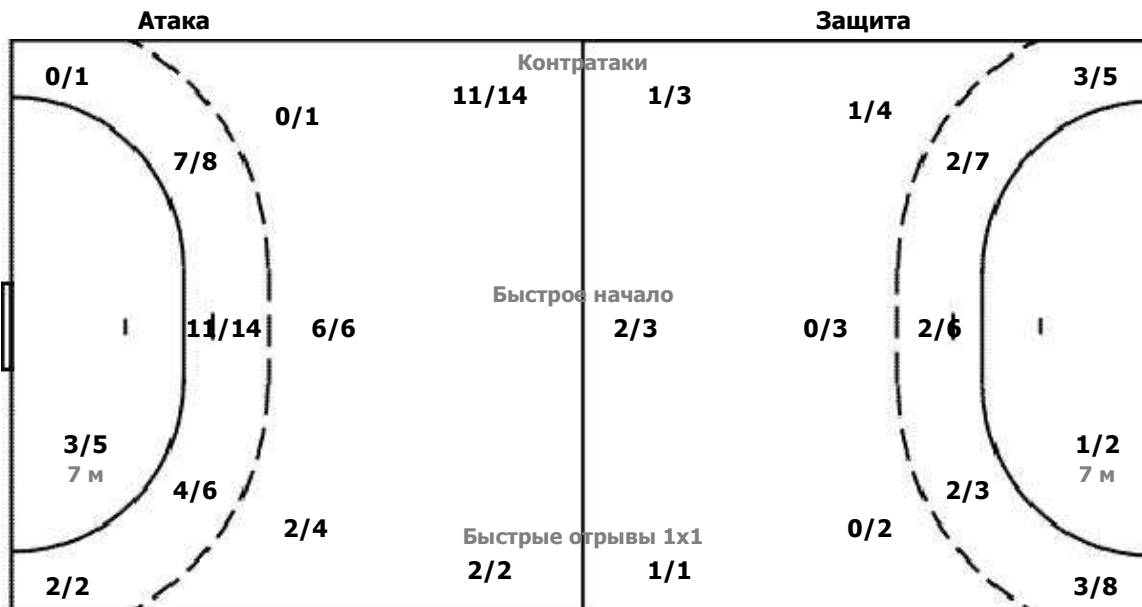 Атака Защита
Контратаки
0/1 3/5
11/14 1/3
0/1 1/4
7/8 2/7
Быстрое начало
11/14 6/6 2/3 0/3 2/6
3/5 1/2
7 м 7 м
4/6 2/3
2/4 0/2
Быстрые отрывы 1x1
2/2 1/1
2/2 3/8